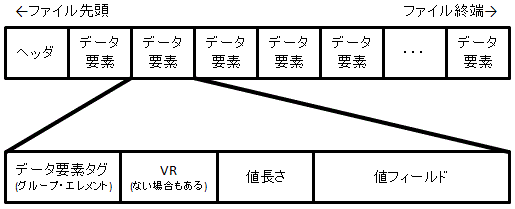 ←ファイル先頭
ファイル終端→
ヘッダ
データ
要素
データ
要素
データ
要素
データ
要素
データ
要素
・・・
データ
要素
データ要素タグ
(グループ・エレメント)
VR
(ない場合もある)
値長さ
値フィールド